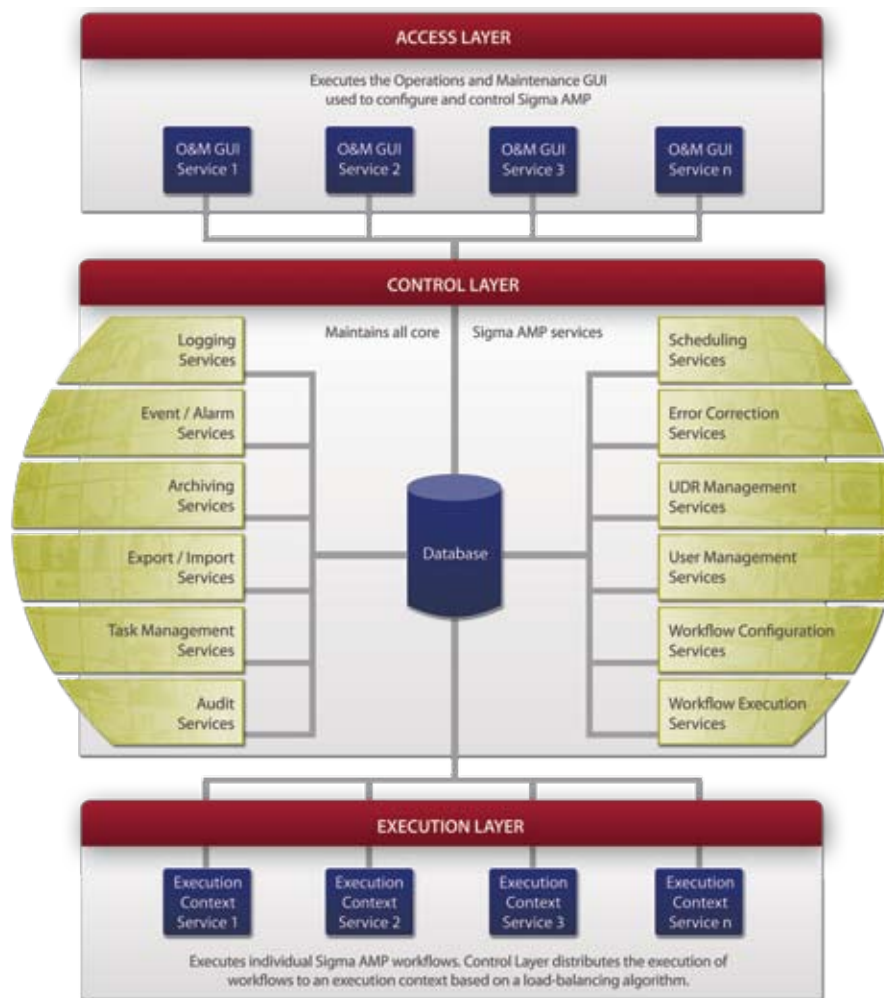 ACCESS LAYER
Executes the Operations and Maintenance GUI
used to configure and control Sigma AMP
O&M GUI
Service 1
O&M GUI
Service 2
O&M GUI
Service 3
O&M GUI
Service n
CONTROL LAYER
Maintains all core
Sigma AMP services
Logging
Services
Event / Alarm
Services
Archiving
Services
Export / Import
Services
Task Management
Services
Audit
Services
Database
Scheduling
Services
Error Correction
Services
UDR Management
Services
User Management
Services
Workflow Configuration
Services
Workflow Execution
Services
EXECUTION LAYER
Execution
Context
Service 1
Execution
Context
Service 2
Execution
Context
Service 3
Execution
Context
Service n
Executes individual Sigma AMP workflows. Control Layer distributes the execution of
workflows to an execution context based on a load-balancing algorithm.